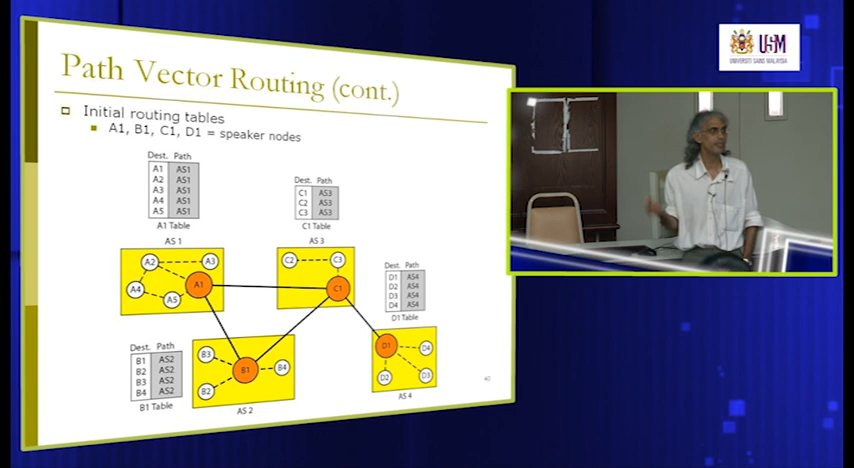 USM
UNIVERSITI SAINS MALAYSIA
Path Vector Routing (cont.)
Initial routing tables
A1, B1, C1, D1 = speaker nodes
Dest. Path
A1 AS1
A2 AS1
A3 AS1
A4 AS1
A5 AS1
A1 Table
Dest. Path
C1 AS3
C2 AS3
C3 AS3
C1 Table
AS 1
A2
A3
A4
A5
A1
AS 3
C2
C3
C1
Dest. Path
D1 AS4
D2 AS4
D3 AS4
D4 AS4
D1 Table
Dest. Path
B1 AS2
B2 AS2
B3 AS2
B4 AS2
B1 Table
B3
B1
B4
B2
AS 2
D1
D4
D2
D3
AS 4
40